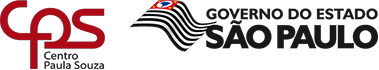 cps
Centro
Paula Souza
GOVERNO DO ESTADO
SÃO PAULO